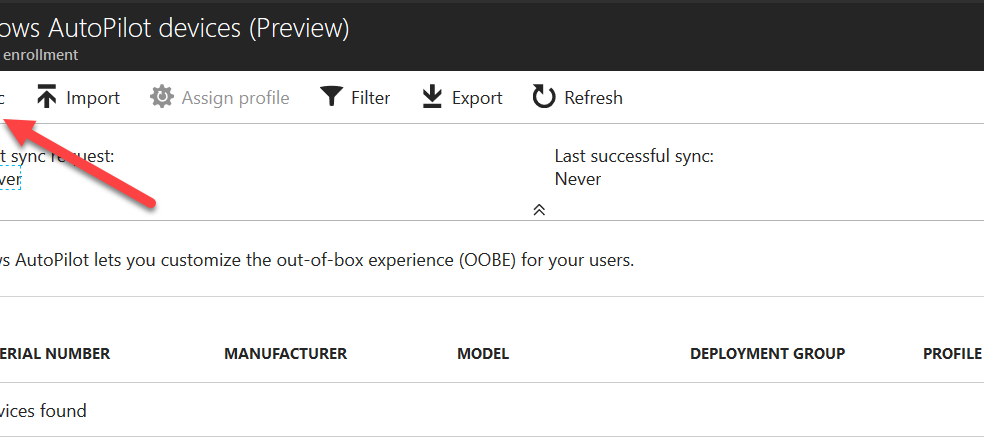 ows AutoPilot devices (Preview)
enrollment
c Import Assign profile Filter Export Refresh
t sync request: Last successful sync:
ver Never
s AutoPilot lets you customize the out-of-box experience (OOBE) for your users.
ERIAL NUMBER MANUFACTURER MODEL DEPLOYMENT GROUP PROFILE
vices found